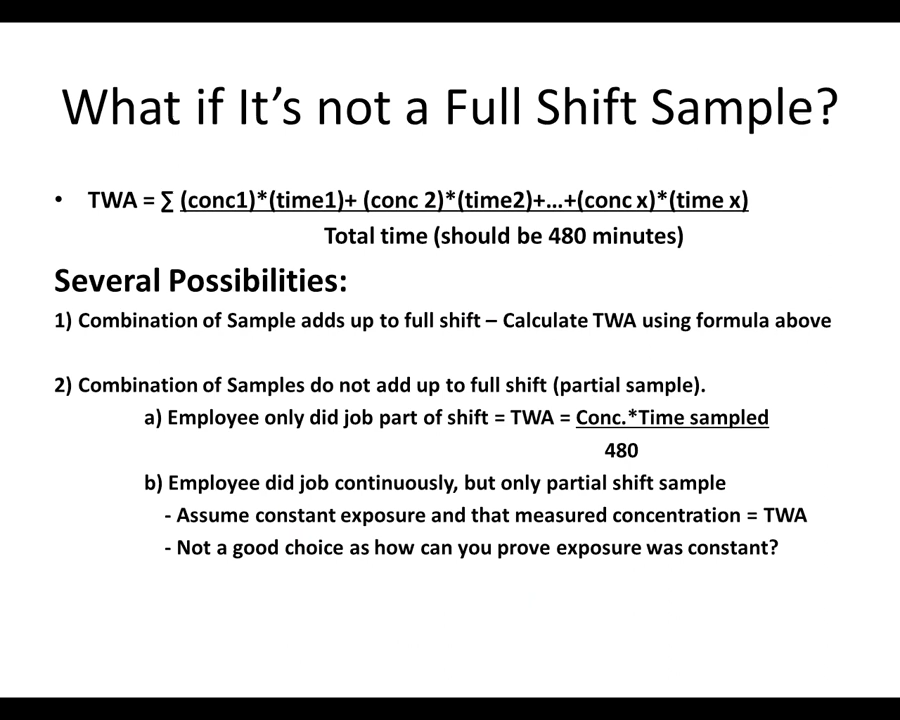 What if It's not a Full Shift Sample?
• TWA = ∑ (conc1)*(time1)+ (conc 2)*(time2)+...+(conc x)*(time x)
Total time (should be 480 minutes)
Several Possibilities:
1) Combination of Sample adds up to full shift – Calculate TWA using formula above
2) Combination of Samples do not add up to full shift (partial sample).
a) Employee only did job part of shift = TWA = Conc.*Time sampled
480
b) Employee did job continuously, but only partial shift sample
- Assume constant exposure and that measured concentration = TWA
- Not a good choice as how can you prove exposure was constant?